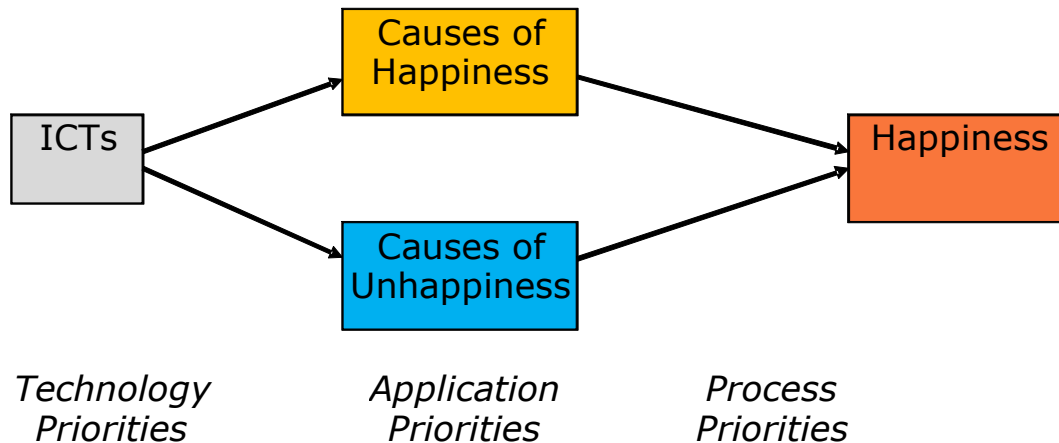 Causes of
Happiness
ICTs
Happiness
Causes of
Unhappiness
Technology
Priorities
Application
Priorities
Process
Priorities